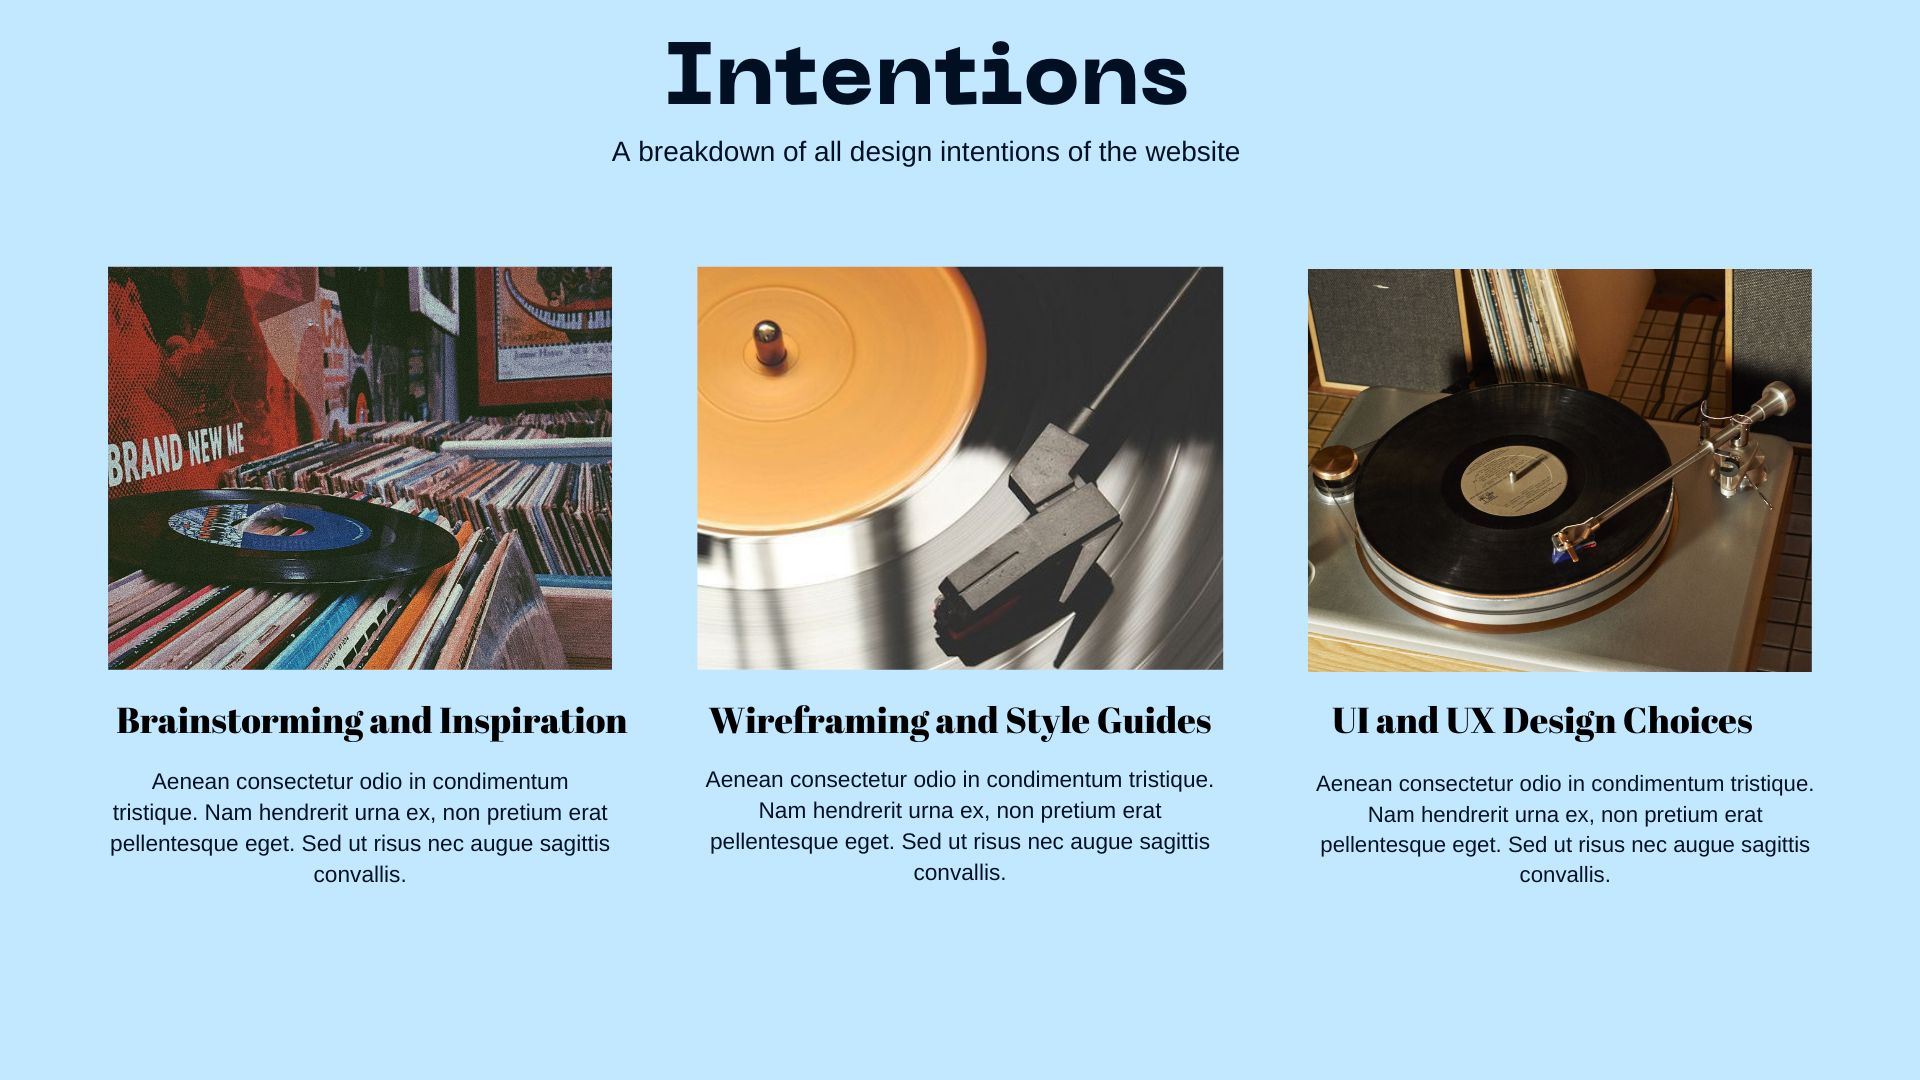 Intentions
A breakdown of all design intentions of the website
BRAND NEW ME
Brainstorming and Inspiration
Aenean consectetur odio in condimentum
tristique. Nam hendrerit urna ex, non pretium erat
pellentesque eget. Sed ut risus nec augue sagittis
convallis.
Wireframing and Style Guides
Aenean consectetur odio in condimentum tristique.
Nam hendrerit urna ex, non pretium erat
pellentesque eget. Sed ut risus nec augue sagittis
convallis.
UI and UX Design Choices
Aenean consectetur odio in condimentum tristique.
Nam hendrerit urna ex, non pretium erat
pellentesque eget. Sed ut risus nec augue sagittis
convallis.